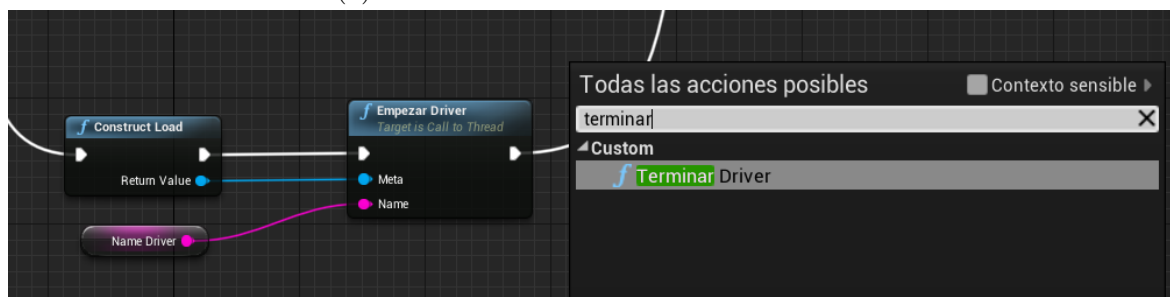 Construct Load
Return Value
Name Driver
Empezar Driver
Target is Call to Thread
Meta
Name
Todas las acciones posibles
Contexto sensible
terminar
Custom
Terminar Driver